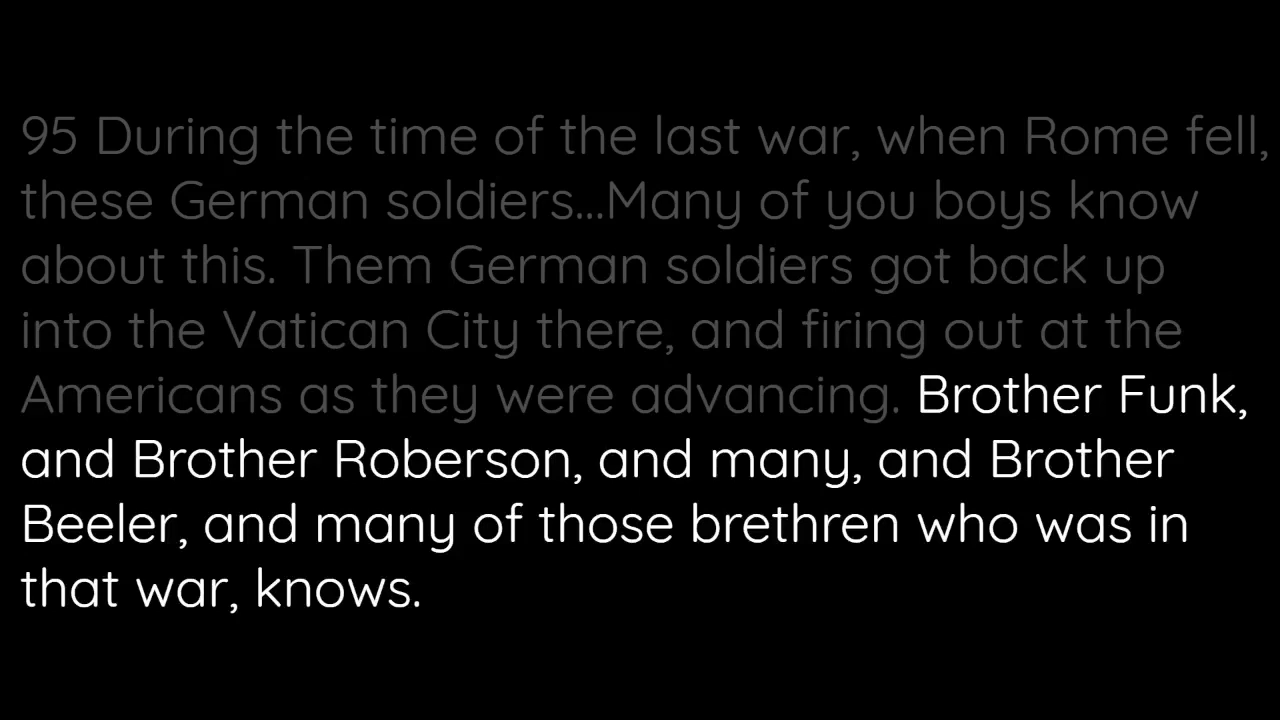 95 During the time of the last war, when Rome fell,
these German soldiers...Many of you boys know
about this. Them German soldiers got back up
into the Vatican City there, and firing out at the
Americans as they were advancing. Brother Funk,
and Brother Roberson, and many, and Brother
Beeler, and many of those brethren who was in
that war, knows.